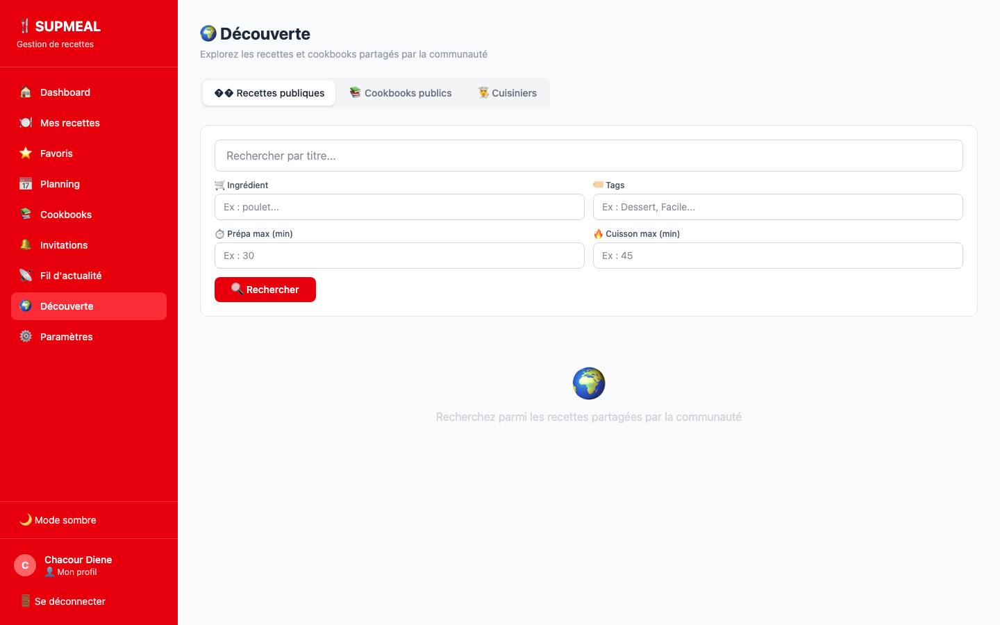 🍴 SUPMEAL
Gestion de recettes
🏠 Dashboard
🍽️ Mes recettes
⭐ Favoris
📅 Planning
📚 Cookbooks
🔔 Invitations
📡 Fil d'actualité
🌍 Découverte
⚙️ Paramètres
🌙 Mode sombre
C
Chacour Diene
👤 Mon profil
🚪 Se déconnecter
🌍 Découverte
Explorez les recettes et cookbooks partagés par la communauté
�� Recettes publiques
📚 Cookbooks publics
👨‍🍳 Cuisiniers
Rechercher par titre...
🛒 Ingrédient
Ex : poulet...
🏷️ Tags
Ex : Dessert, Facile...
⏱️ Prépa max (min)
Ex : 30
🔥 Cuisson max (min)
Ex : 45
🔍 Rechercher
🌍
Recherchez parmi les recettes partagées par la communauté